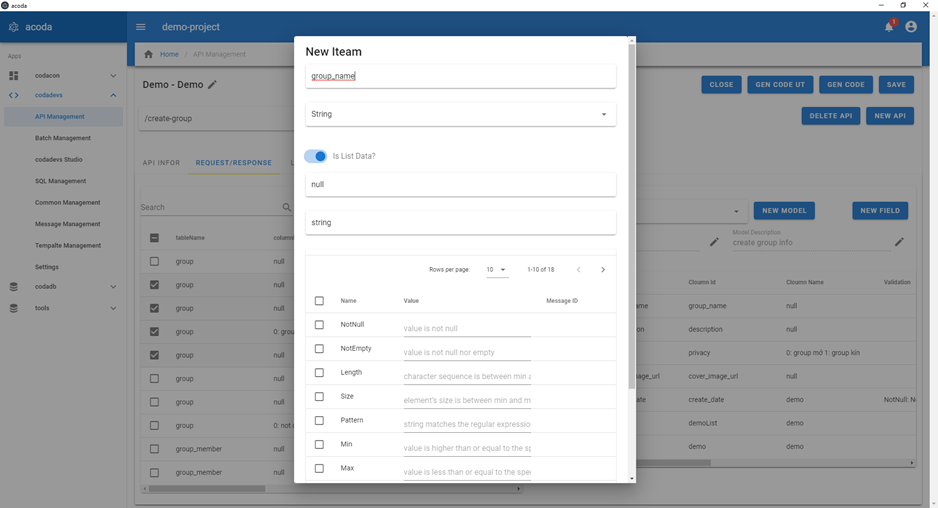 acoda
acoda
demo-project
1
Apps
codacon
codadevs
API Management
Batch Management
codadevs Studio
SQL Management
Common Management
Message Management
Tempalte Management
Settings
codadb
tools
Home / API Management
Demo - Demo
CLOSE
GEN CODE UT
GEN CODE
SAVE
/create-group
DELETE API
NEW API
API INFOR
REQUEST/RESPONSE
L
Search
NEW MODEL
NEW FIELD
Model Description
create group info
tableName
column
group null
group null
group null
group 0: grou
group null
group null
group null
group 0: not c
group_member null
group_member null
Cloumn Id Cloumn Name Validation
ame group_name null
on description null
privacy 0: group mở 1: group kín
mage_url cover_image_url null
ate create_date demo NotNull: N
demoList demo
demo demo
New Iteam
group_name
String
Is List Data?
null
string
Rows per page: 10 1-10 of 18
Name Value Message ID
NotNull value is not null
NotEmpty value is not null nor empty
Length character sequence is between min a
Size element's size is between min and m
Pattern string matches the regular expressio
Min value is higher than or equal to the sp
Max value is less than or equal to the spe